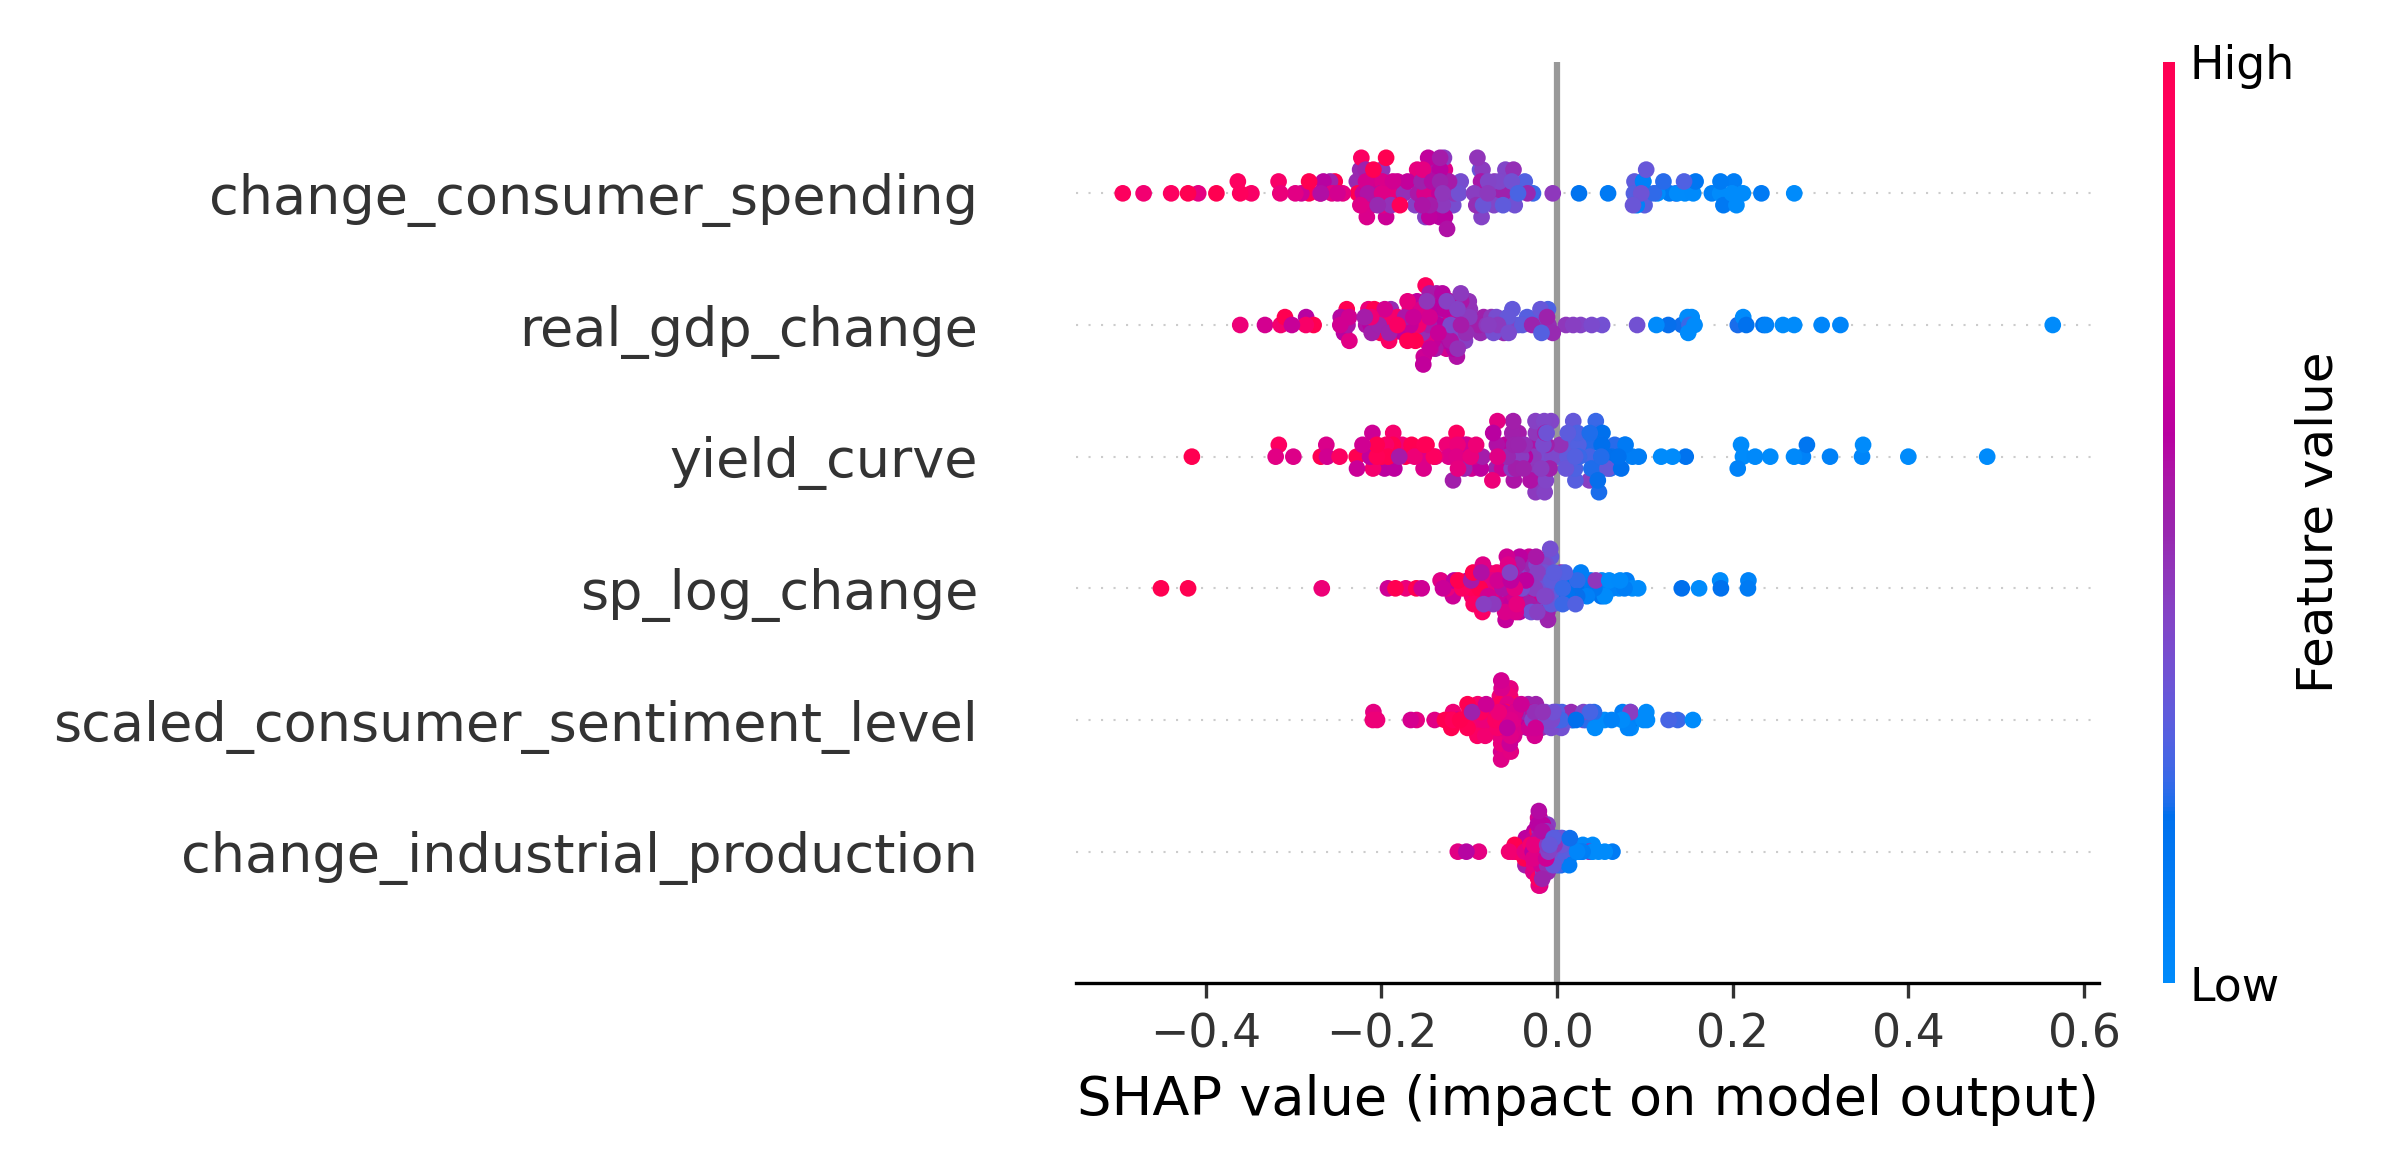 High
change_consumer_spending
real_gdp_change
yield_curve
sp_log_change
scaled_consumer_sentiment_level
change_industrial_production
Feature value
Low
−0.4 −0.2 0.0 0.2 0.4 0.6
SHAP value (impact on model output)